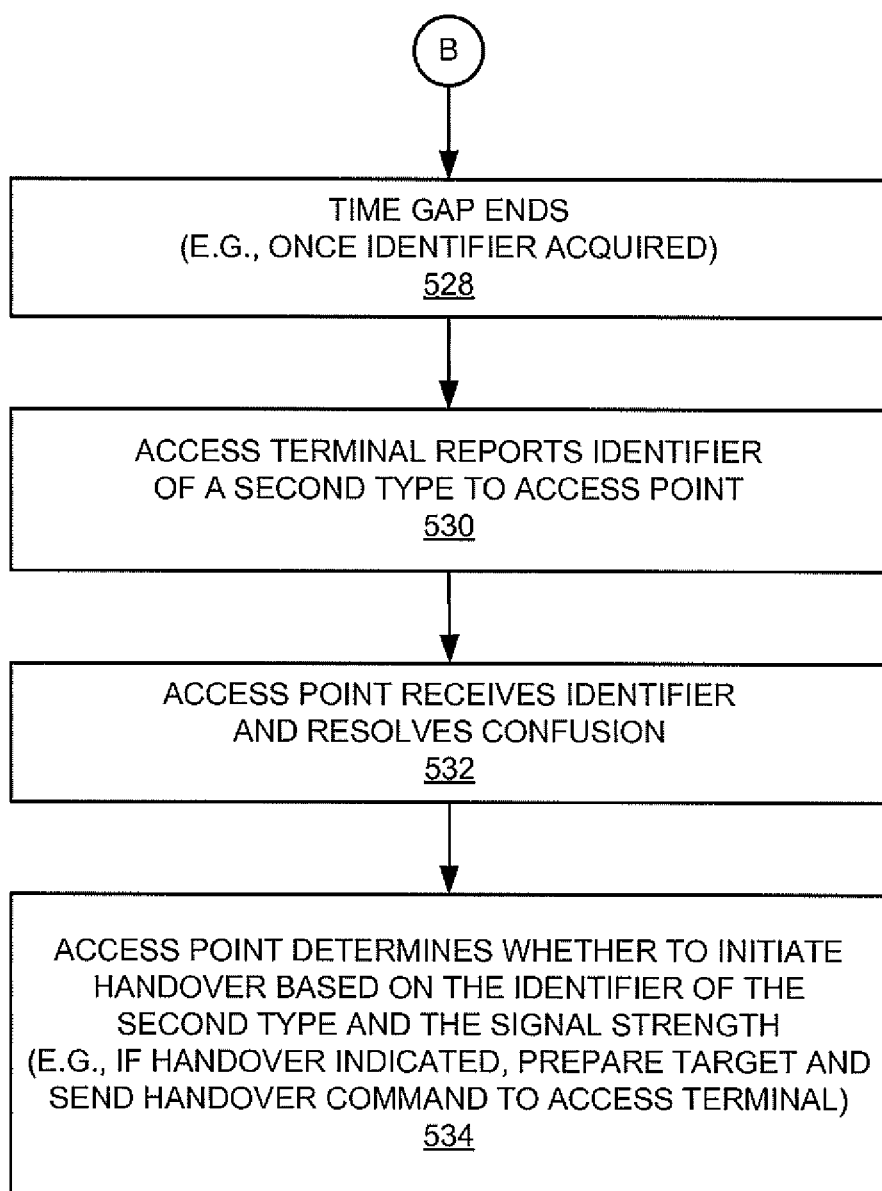 B
TIME GAP ENDS
(E.G., ONCE IDENTIFIER ACQUIRED)
528
ACCESS TERMINAL REPORTS IDENTIFIER
OF A SECOND TYPE TO ACCESS POINT
530
ACCESS POINT RECEIVES IDENTIFIER
AND RESOLVES CONFUSION
532
ACCESS POINT DETERMINES WHETHER TO INITIATE
HANDOVER BASED ON THE IDENTIFIER OF THE
SECOND TYPE AND THE SIGNAL STRENGTH
(E.G., IF HANDOVER INDICATED, PREPARE TARGET AND
SEND HANDOVER COMMAND TO ACCESS TERMINAL)
534